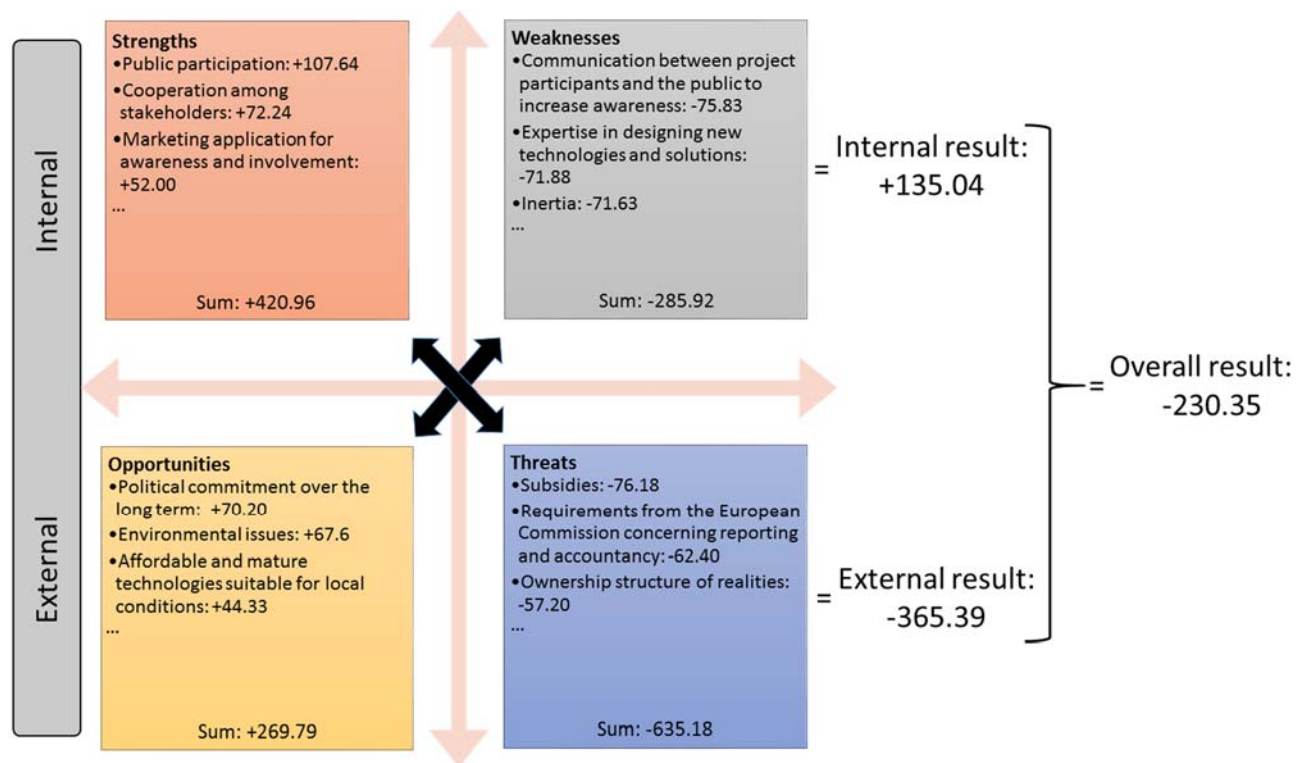 Internal
Strengths
•Public participation: +107.64
•Cooperation among
stakeholders: +72.24
•Marketing application for
awareness and involvement:
+52.00
...
Sum: +420.96
Weaknesses
•Communication between project
participants and the public to
increase awareness: -75.83
•Expertise in designing new
technologies and solutions:
-71.88
•Inertia: -71.63
...
Sum: -285.92
= Internal result:
+135.04
External
Opportunities
•Political commitment over the
long term: +70.20
•Environmental issues: +67.6
•Affordable and mature
technologies suitable for local
conditions: +44.33
...
Sum: +269.79
Threats
•Subsidies: -76.18
•Requirements from the European
Commission concerning reporting
and accountancy: -62.40
•Ownership structure of realities:
-57.20
...
Sum: -635.18
= External result:
-365.39
= Overall result:
-230.35